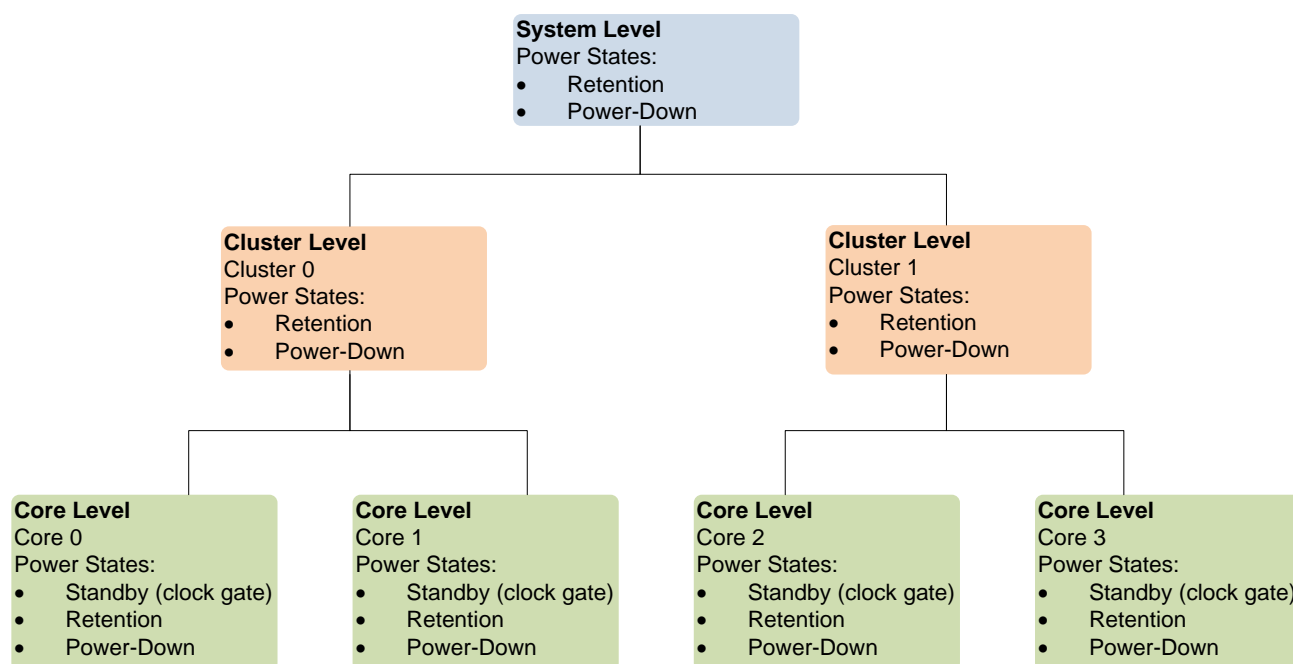 System Level
Power States:
• Retention
• Power-Down
Cluster Level
Cluster 0
Power States:
• Retention
• Power-Down
Cluster Level
Cluster 1
Power States:
• Retention
• Power-Down
Core Level
Core 0
Power States:
• Standby (clock gate)
• Retention
• Power-Down
Core Level
Core 1
Power States:
• Standby (clock gate)
• Retention
• Power-Down
Core Level
Core 2
Power States:
• Standby (clock gate)
• Retention
• Power-Down
Core Level
Core 3
Power States:
• Standby (clock gate)
• Retention
• Power-Down